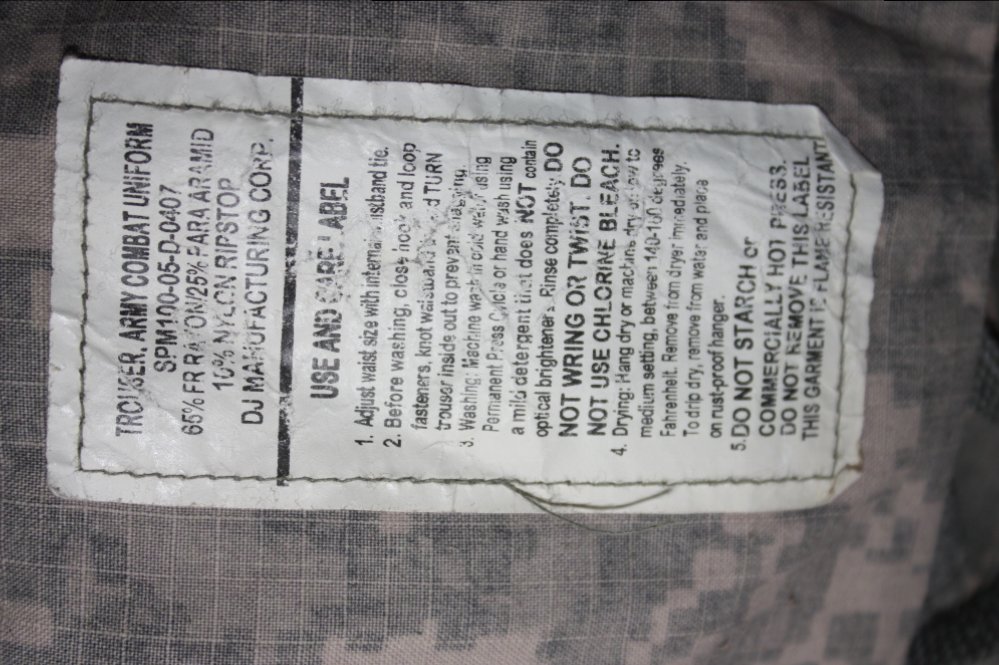 TROUSER, ARMY COMBAT UNIFORM
SPM100-05-D-0407
65% FR RAYON/25% PARA ARAMID
10% NYLON RIPSTOP
DJ MANUFACTURING CORP.
USE AND CARE LABEL
1. Adjust waist size with internal waistband tie.
2. Before washing, close hook and loop
fasteners, knot waistband and TURN
trouser inside out to prevent
3. Washing: Machine wash in cold water using
Permanent Press Cycle or hand wash using
a mild detergent that does NOT contain
optical brighteners. Rinse completely. DO
NOT WRING OR TWIST. DO
NOT USE CHLORINE BLEACH.
4. Drying: Hang dry or machine dry on low to
medium setting, between 140-160 degrees
Fahrenheit. Remove from dryer immediately.
To drip dry, remove from water and place
on rust-proof hanger.
5. DO NOT STARCH or
COMMERCIALLY HOT PRESS.
DO NOT REMOVE THIS LABEL
THIS GARMENT IS FLAME RESISTANT